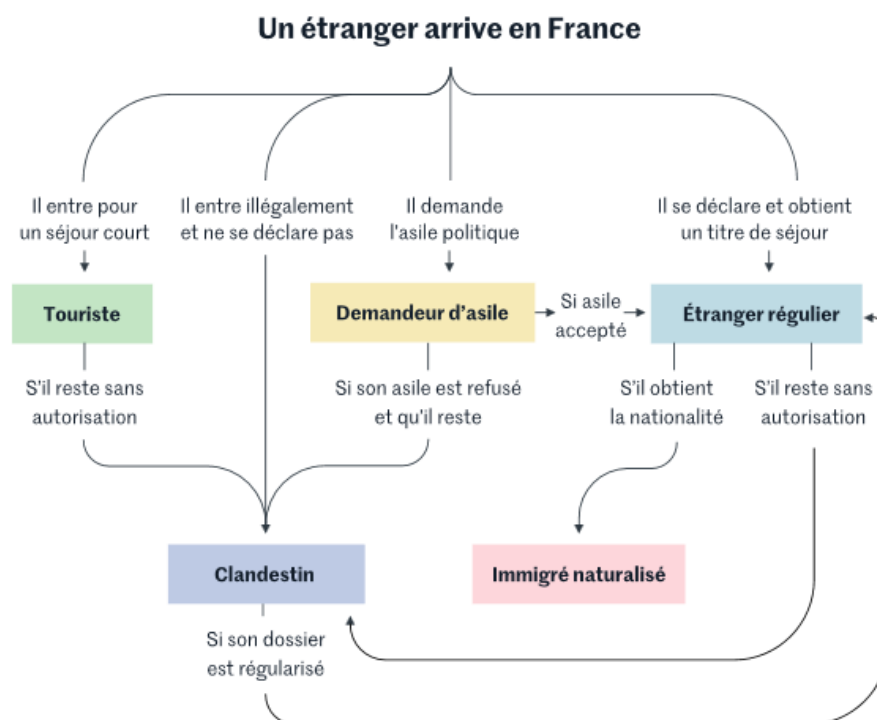 Un étranger arrive en France
Il entre pour
un séjour court
Il entre illégalement
et ne se déclare pas
Il demande
l'asile politique
Il se déclare et obtient
un titre de séjour
Touriste
Demandeur d'asile
Si asile
accepté
Étranger régulier
S'il reste sans
autorisation
Si son asile est refusé
et qu'il reste
S'il obtient
la nationalité
S'il reste sans
autorisation
Clandestin
Immigré naturalisé
Si son dossier
est régularisé